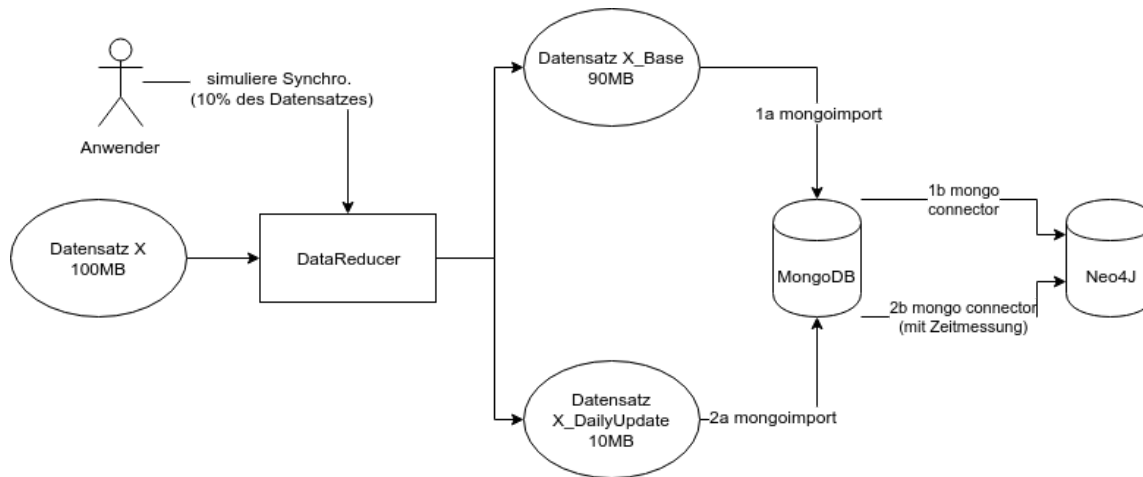 simuliere Synchro.
(10% des Datensatzes)
Anwender
Datensatz X
100MB
DataReducer
Datensatz X_Base
90MB
1a mongoimport
Datensatz
X_DailyUpdate
10MB
2a mongoimport
MongoDB
1b mongo
connector
2b mongo connector
(mit Zeitmessung)
Neo4J